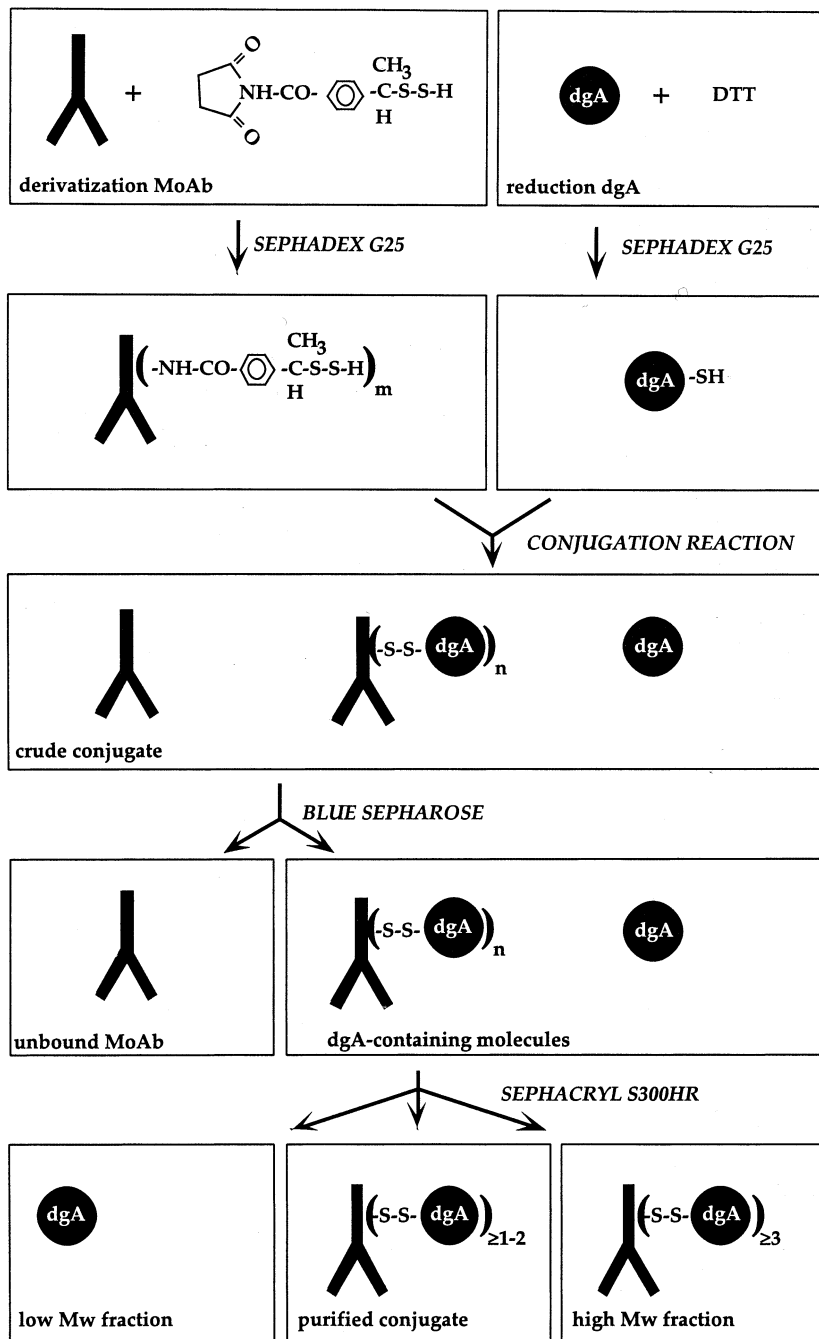 O
CH3
+ NH-CO- -C-S-S-H
H
O
derivatization MoAb
dgA + DTT
reduction dgA
SEPHADEX G25
SEPHADEX G25
CH3
( -NH-CO- -C-S-S-H )m
H
dgA -SH
CONJUGATION REACTION
(-S-S- dgA )n
dgA
crude conjugate
BLUE SEPHAROSE
unbound MoAb
(-S-S- dgA )n
dgA
dgA-containing molecules
SEPHACRYL S300HR
dgA
low Mw fraction
(-S-S- dgA )≥1-2
purified conjugate
(-S-S- dgA )≥3
high Mw fraction